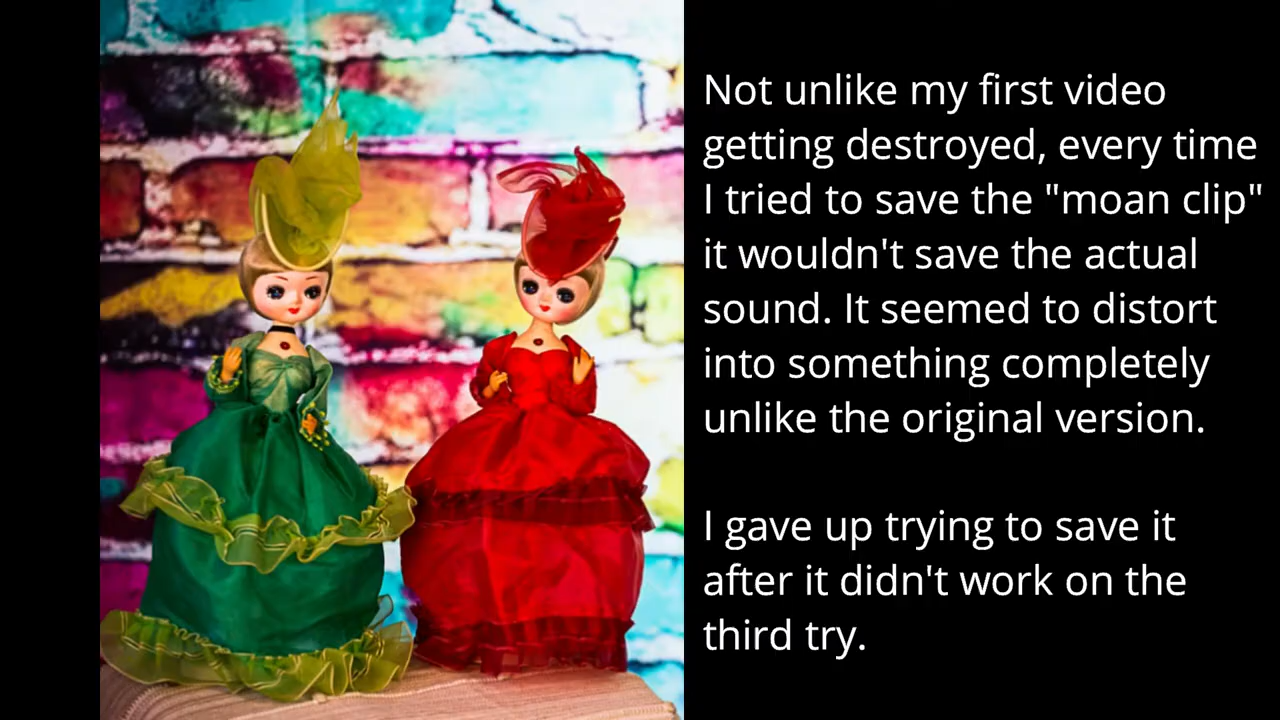 Not unlike my first video
getting destroyed, every time
I tried to save the "moan clip"
it wouldn't save the actual
sound. It seemed to distort
into something completely
unlike the original version.
I gave up trying to save it
after it didn't work on the
third try.